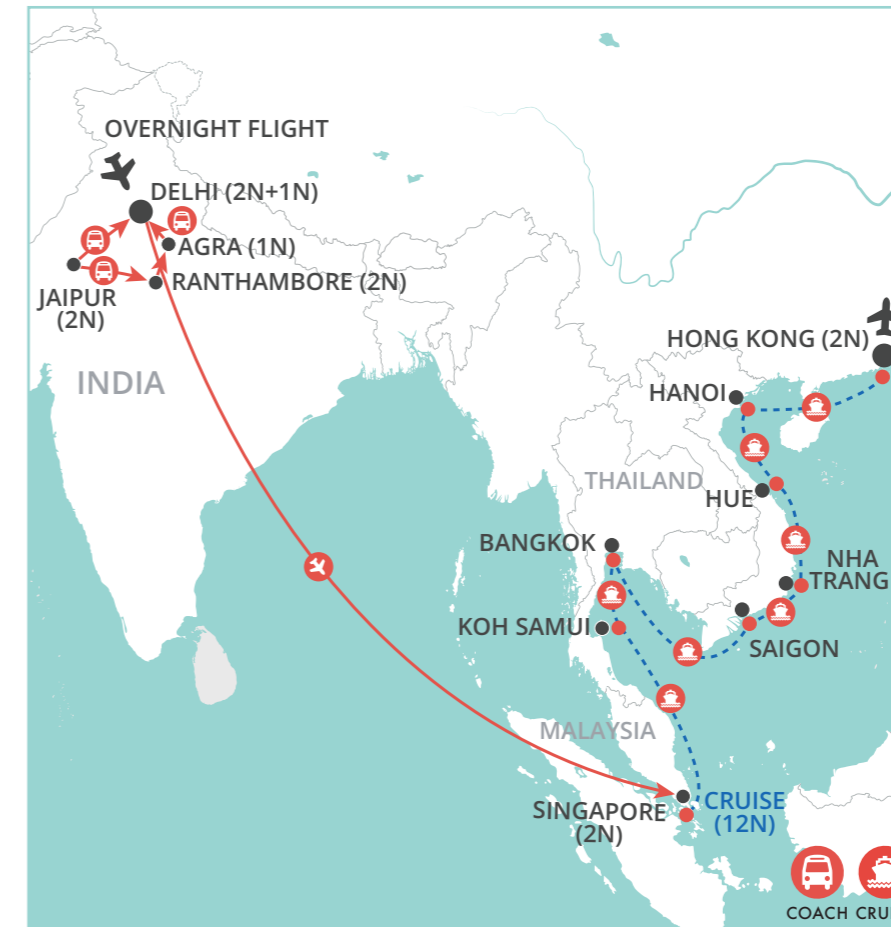 OVERNIGHT FLIGHT
DELHI (2N+1N)
AGRA (1N)
RANTHAMBORE (2N)
JAIPUR
(2N)
INDIA
HONG KONG (2N)
HANOI
THAILAND
HUE
BANGKOK
NHA
TRANG
KOH SAMUI
SAIGON
MALAYSIA
SINGAPORE
(2N)
CRUISE
(12N)
COACH CRUI